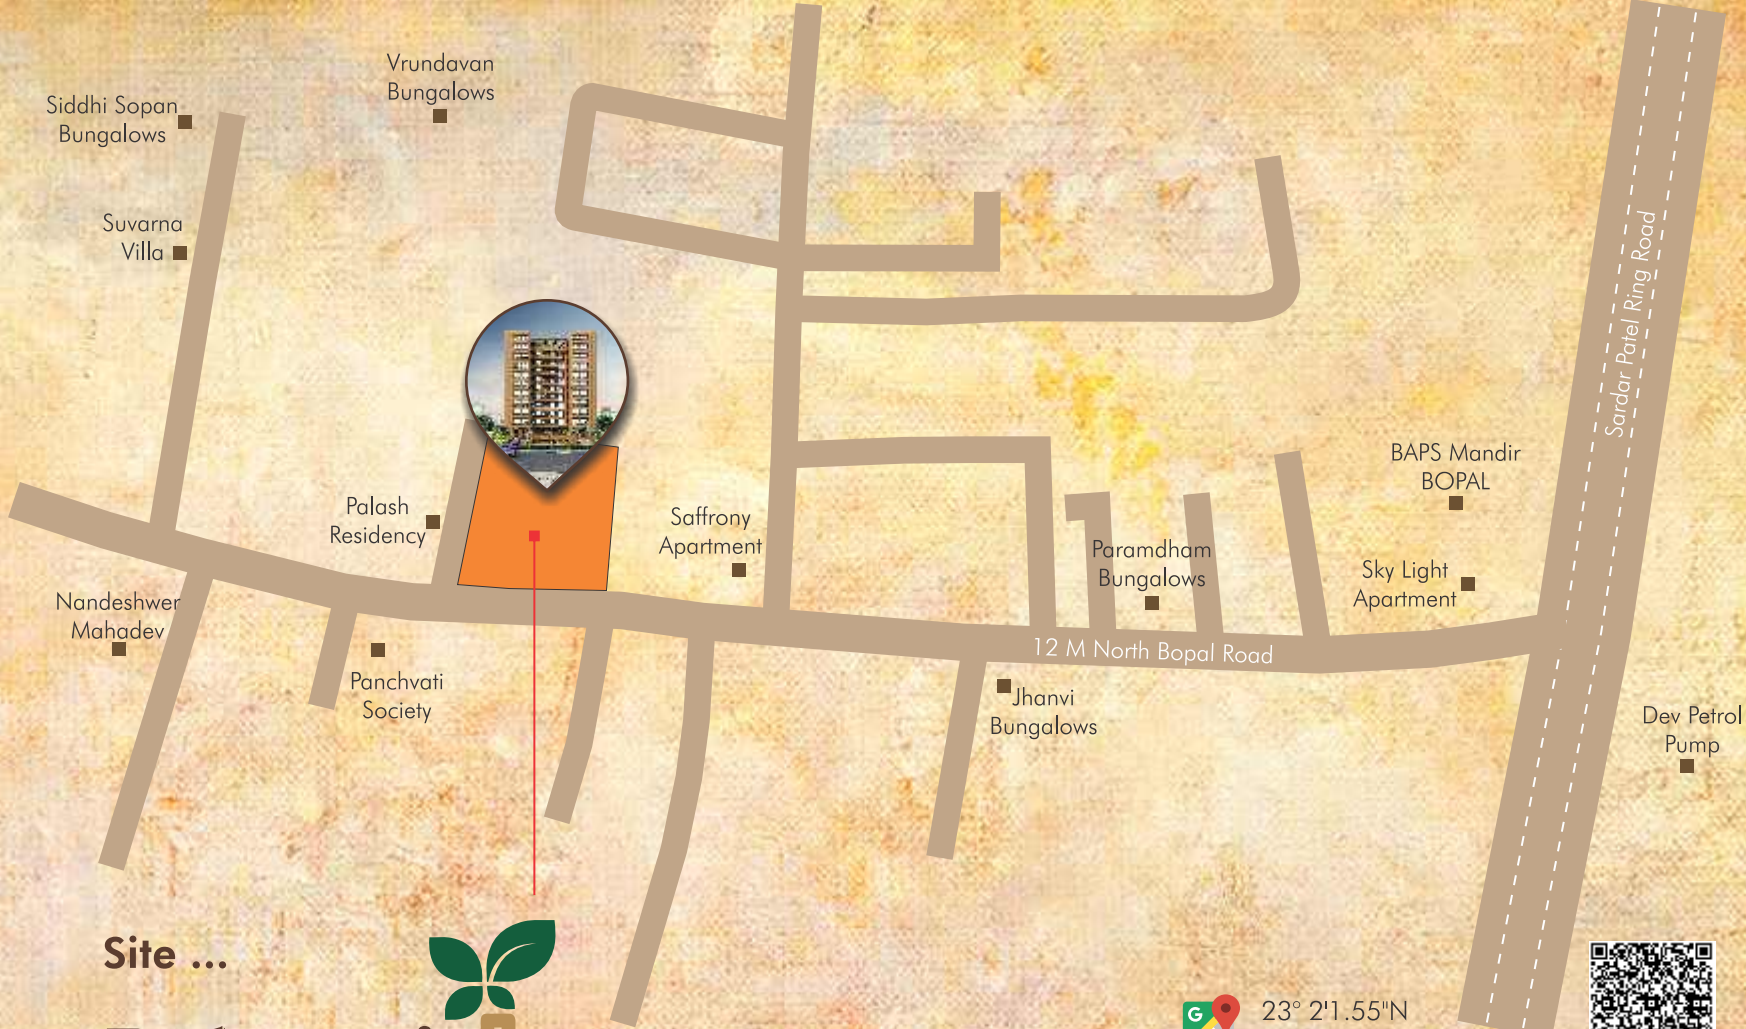 Vrundavan
Bungalows
Siddhi Sopan
Bungalows
Suvarna
Villa
Sardar Patel Ring Road
BAPS Mandir
BOPAL
Palash
Residency
Saffrony
Apartment
Paramdham
Bungalows
Sky Light
Apartment
Nandeshwer
Mahadev
12 M North Bopal Road
Panchvati
Society
Jhanvi
Bungalows
Dev Petrol
Pump
Site ...
G
23° 2'1.55"N